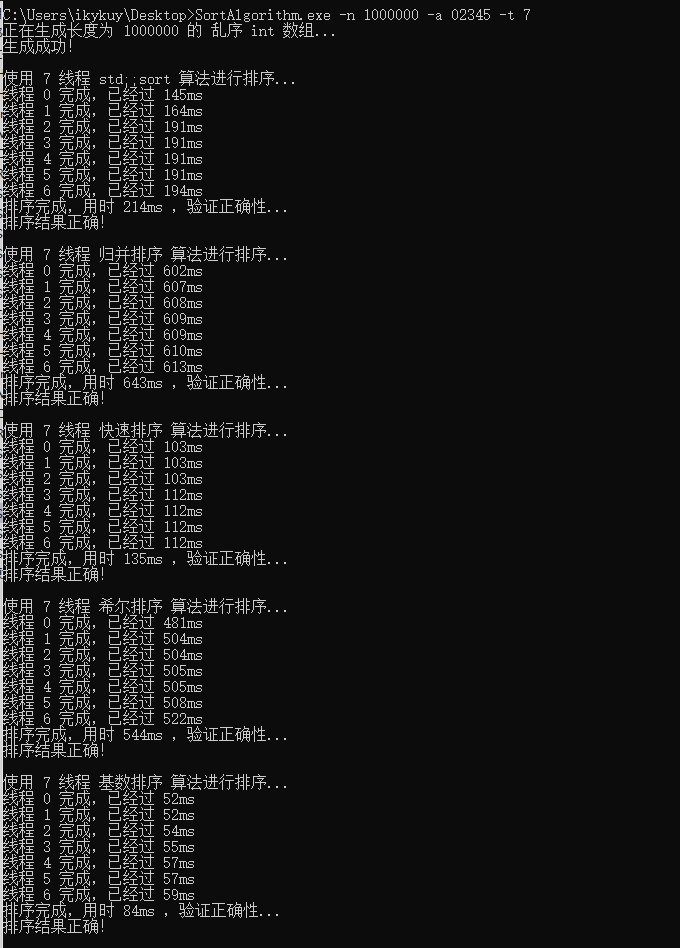 C:\Users\ikykuy\Desktop>SortAlgorithm.exe -n 1000000 -a 02345 -t 7
正在生成长度为 1000000 的 乱序 int 数组...
生成成功!
使用 7 线程 std::sort 算法进行排序...
线程 0 完成, 已经过 145ms
线程 1 完成, 已经过 164ms
线程 2 完成, 已经过 191ms
线程 3 完成, 已经过 191ms
线程 4 完成, 已经过 191ms
线程 5 完成, 已经过 191ms
线程 6 完成, 已经过 194ms
排序完成, 用时 214ms , 验证正确性...
排序结果正确!
使用 7 线程 归并排序 算法进行排序...
线程 0 完成, 已经过 602ms
线程 1 完成, 已经过 607ms
线程 2 完成, 已经过 608ms
线程 3 完成, 已经过 609ms
线程 4 完成, 已经过 609ms
线程 5 完成, 已经过 610ms
线程 6 完成, 已经过 613ms
排序完成, 用时 643ms , 验证正确性...
排序结果正确!
使用 7 线程 快速排序 算法进行排序...
线程 0 完成, 已经过 103ms
线程 1 完成, 已经过 103ms
线程 2 完成, 已经过 103ms
线程 3 完成, 已经过 112ms
线程 4 完成, 已经过 112ms
线程 5 完成, 已经过 112ms
线程 6 完成, 已经过 112ms
排序完成, 用时 135ms , 验证正确性...
排序结果正确!
使用 7 线程 希尔排序 算法进行排序...
线程 0 完成, 已经过 481ms
线程 1 完成, 已经过 504ms
线程 2 完成, 已经过 504ms
线程 3 完成, 已经过 505ms
线程 4 完成, 已经过 505ms
线程 5 完成, 已经过 508ms
线程 6 完成, 已经过 522ms
排序完成, 用时 544ms , 验证正确性...
排序结果正确!
使用 7 线程 基数排序 算法进行排序...
线程 0 完成, 已经过 52ms
线程 1 完成, 已经过 52ms
线程 2 完成, 已经过 54ms
线程 3 完成, 已经过 55ms
线程 4 完成, 已经过 57ms
线程 5 完成, 已经过 57ms
线程 6 完成, 已经过 59ms
排序完成, 用时 84ms , 验证正确性...
排序结果正确!